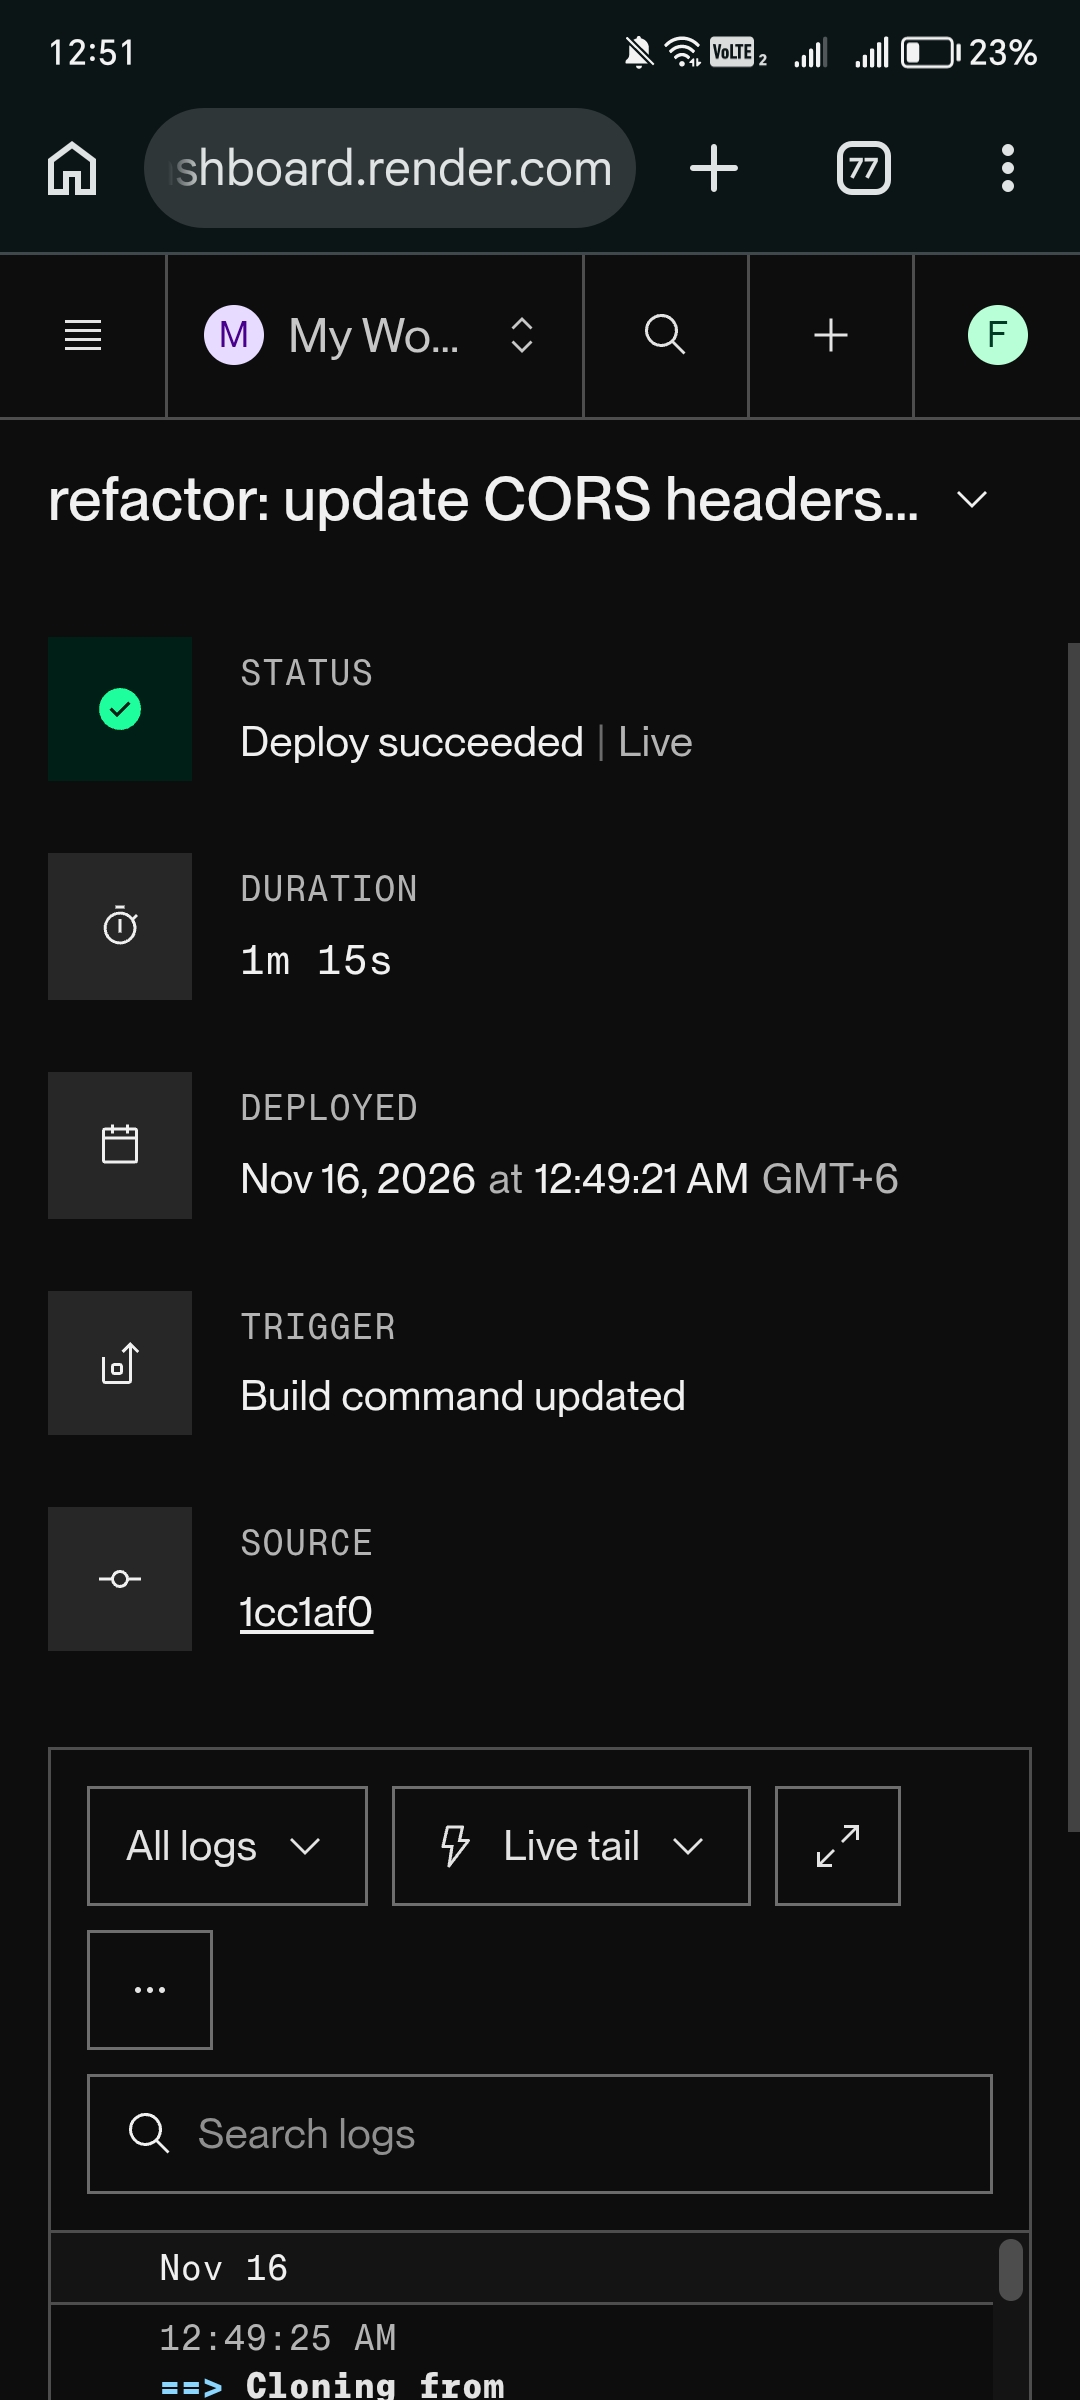 12:51
VoLTE 2 23%
shboard.render.com
77
M My Wo... F
refactor: update CORS headers...
STATUS
Deploy succeeded | Live
DURATION
1m 15s
DEPLOYED
Nov 16, 2026 at 12:49:21 AM GMT+6
TRIGGER
Build command updated
SOURCE
1cc1af0
All logs
Live tail
...
Search logs
Nov 16
12:49:25 AM
==> Cloning from